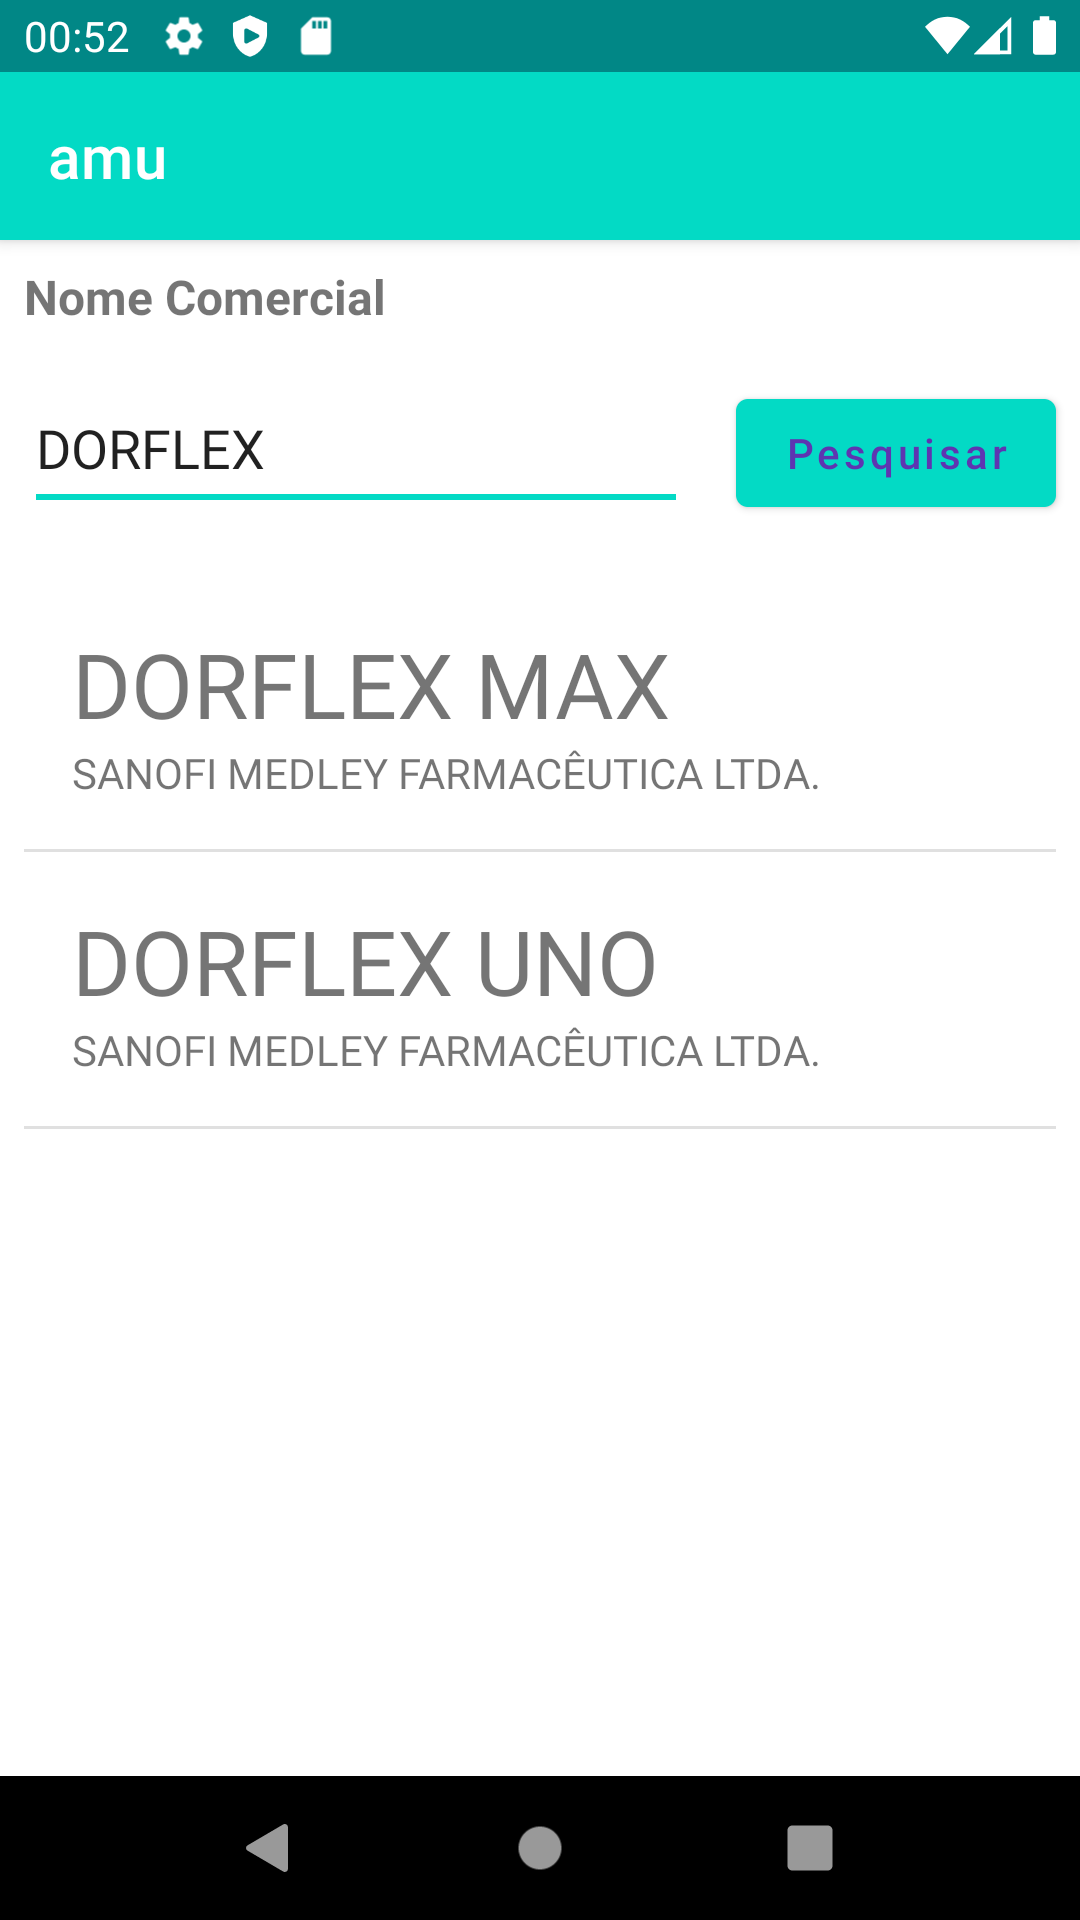 00:52
amu
Nome Comercial
DORFLEX
Pesquisar
DORFLEX MAX
SANOFI MEDLEY FARMACÊUTICA LTDA.
DORFLEX UNO
SANOFI MEDLEY FARMACÊUTICA LTDA.